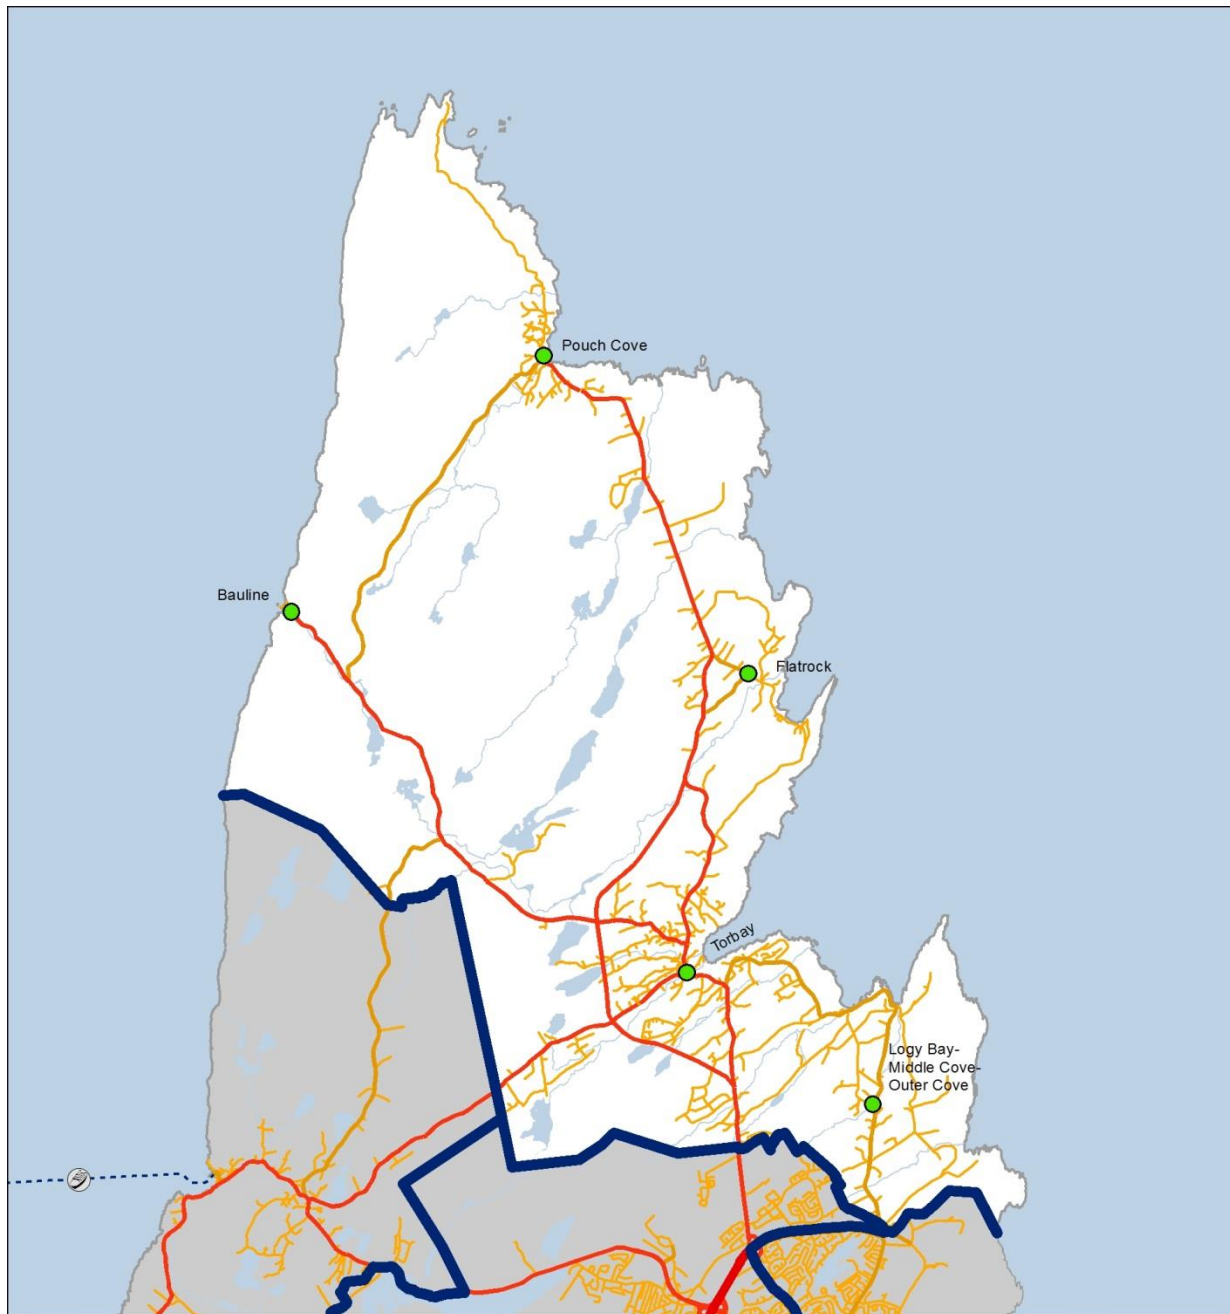 Pouch Cove
Bauline
Flatrock
Torbay
Logy Bay-
Middle Cove-
Outer Cove